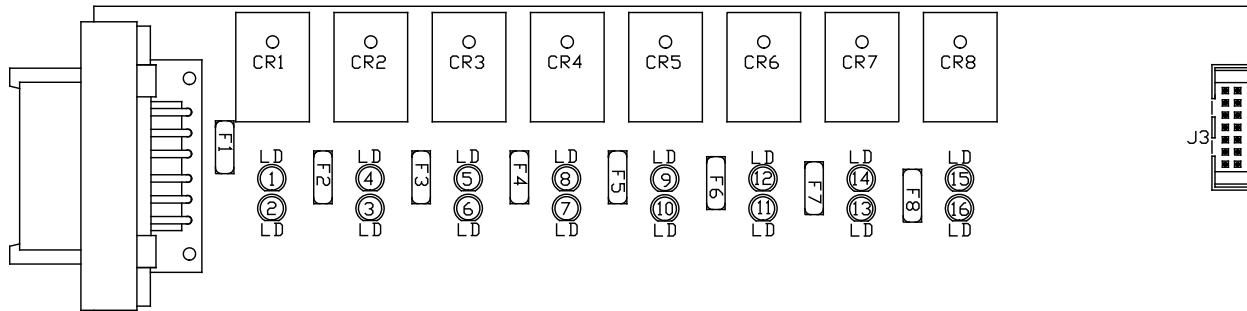 CR1 CR2 CR3 CR4 CR5 CR6 CR7 CR8
J3
F1 F2 F3 F4 F5 F6 F7 F8
LD LD LD LD LD LD LD LD
1 4 5 8 9 12 14 15
2 3 6 7 10 11 13 16
LD LD LD LD LD LD LD LD